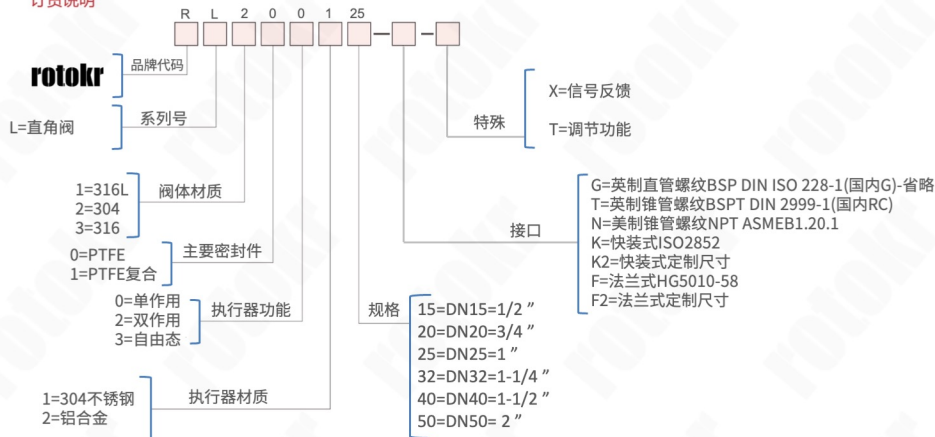 订货说明
R L 2 0 0 1 25
rotokr
品牌代码
L=直角阀
系列号
1=316L
2=304
3=316
阀体材质
0=PTFE
1=PTFE复合
主要密封件
0=单作用
2=双作用
3=自由态
执行器功能
1=304不锈钢
2=铝合金
执行器材质
规格
15=DN15=1/2 ″
20=DN20=3/4 ″
25=DN25=1 ″
32=DN32=1-1/4 ″
40=DN40=1-1/2 ″
50=DN50= 2 ″
特殊
X=信号反馈
T=调节功能
接口
G=英制直管螺纹BSP DIN ISO 228-1(国内G)-省略
T=英制锥管螺纹BSPT DIN 2999-1(国内RC)
N=美制锥管螺纹NPT ASMEB1.20.1
K=快装式ISO2852
K2=快装式定制尺寸
F=法兰式HG5010-58
F2=法兰式定制尺寸